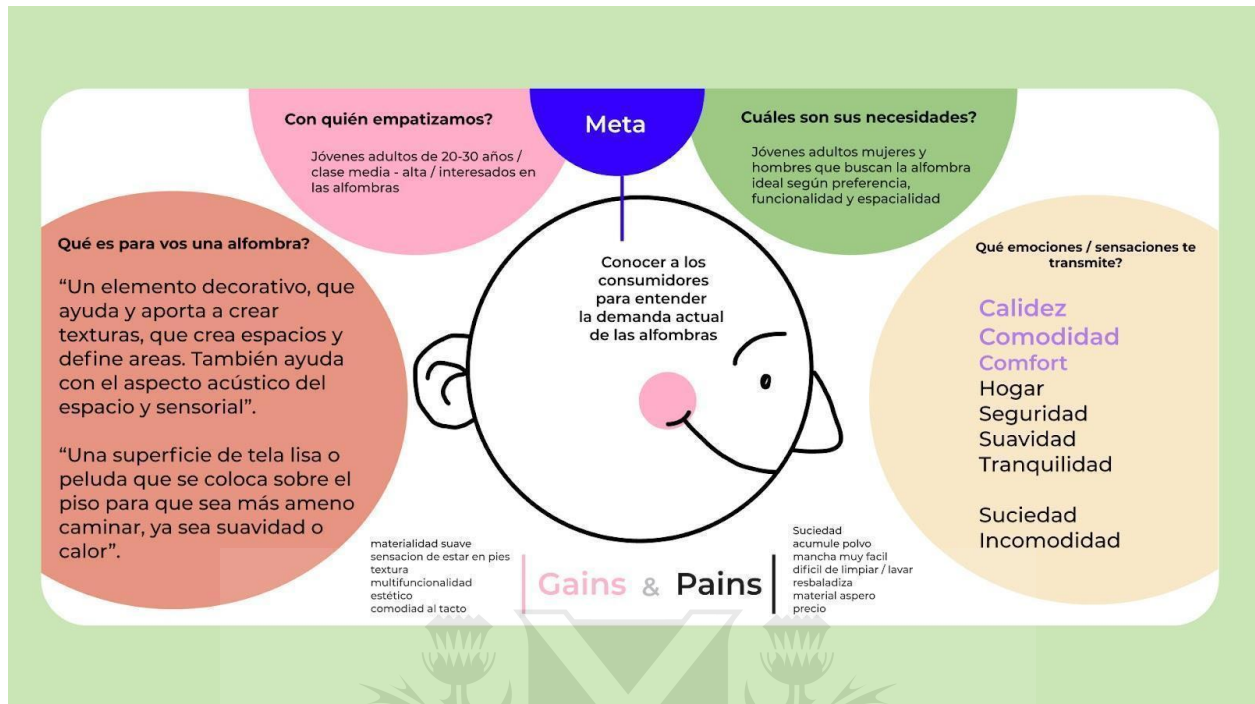 Con quién empatizamos?
Jóvenes adultos de 20-30 años /
clase media - alta / interesados en
las alfombras
Meta
Conocer a los
consumidores
para entender
la demanda actual
de las alfombras
Cuáles son sus necesidades?
Jóvenes adultos mujeres y
hombres que buscan la alfombra
ideal según preferencia,
funcionalidad y espacialidad
Qué es para vos una alfombra?
“Un elemento decorativo, que
ayuda y aporta a crear
texturas, que crea espacios y
define areas. También ayuda
con el aspecto acústico del
espacio y sensorial”.
“Una superficie de tela lisa o
peluda que se coloca sobre el
piso para que sea más ameno
caminar, ya sea suavidad o
calor”.
Qué emociones / sensaciones te
transmite?
Calidez
Comodidad
Comfort
Hogar
Seguridad
Suavidad
Tranquilidad
Suciedad
Incomodidad
materialidad suave
sensacion de estar en pies
textura
multifuncionalidad
estético
comodiad al tacto
Gains & Pains
Suciedad
acumule polvo
mancha muy facil
dificil de limpiar / lavar
resbaladiza
material aspero
precio